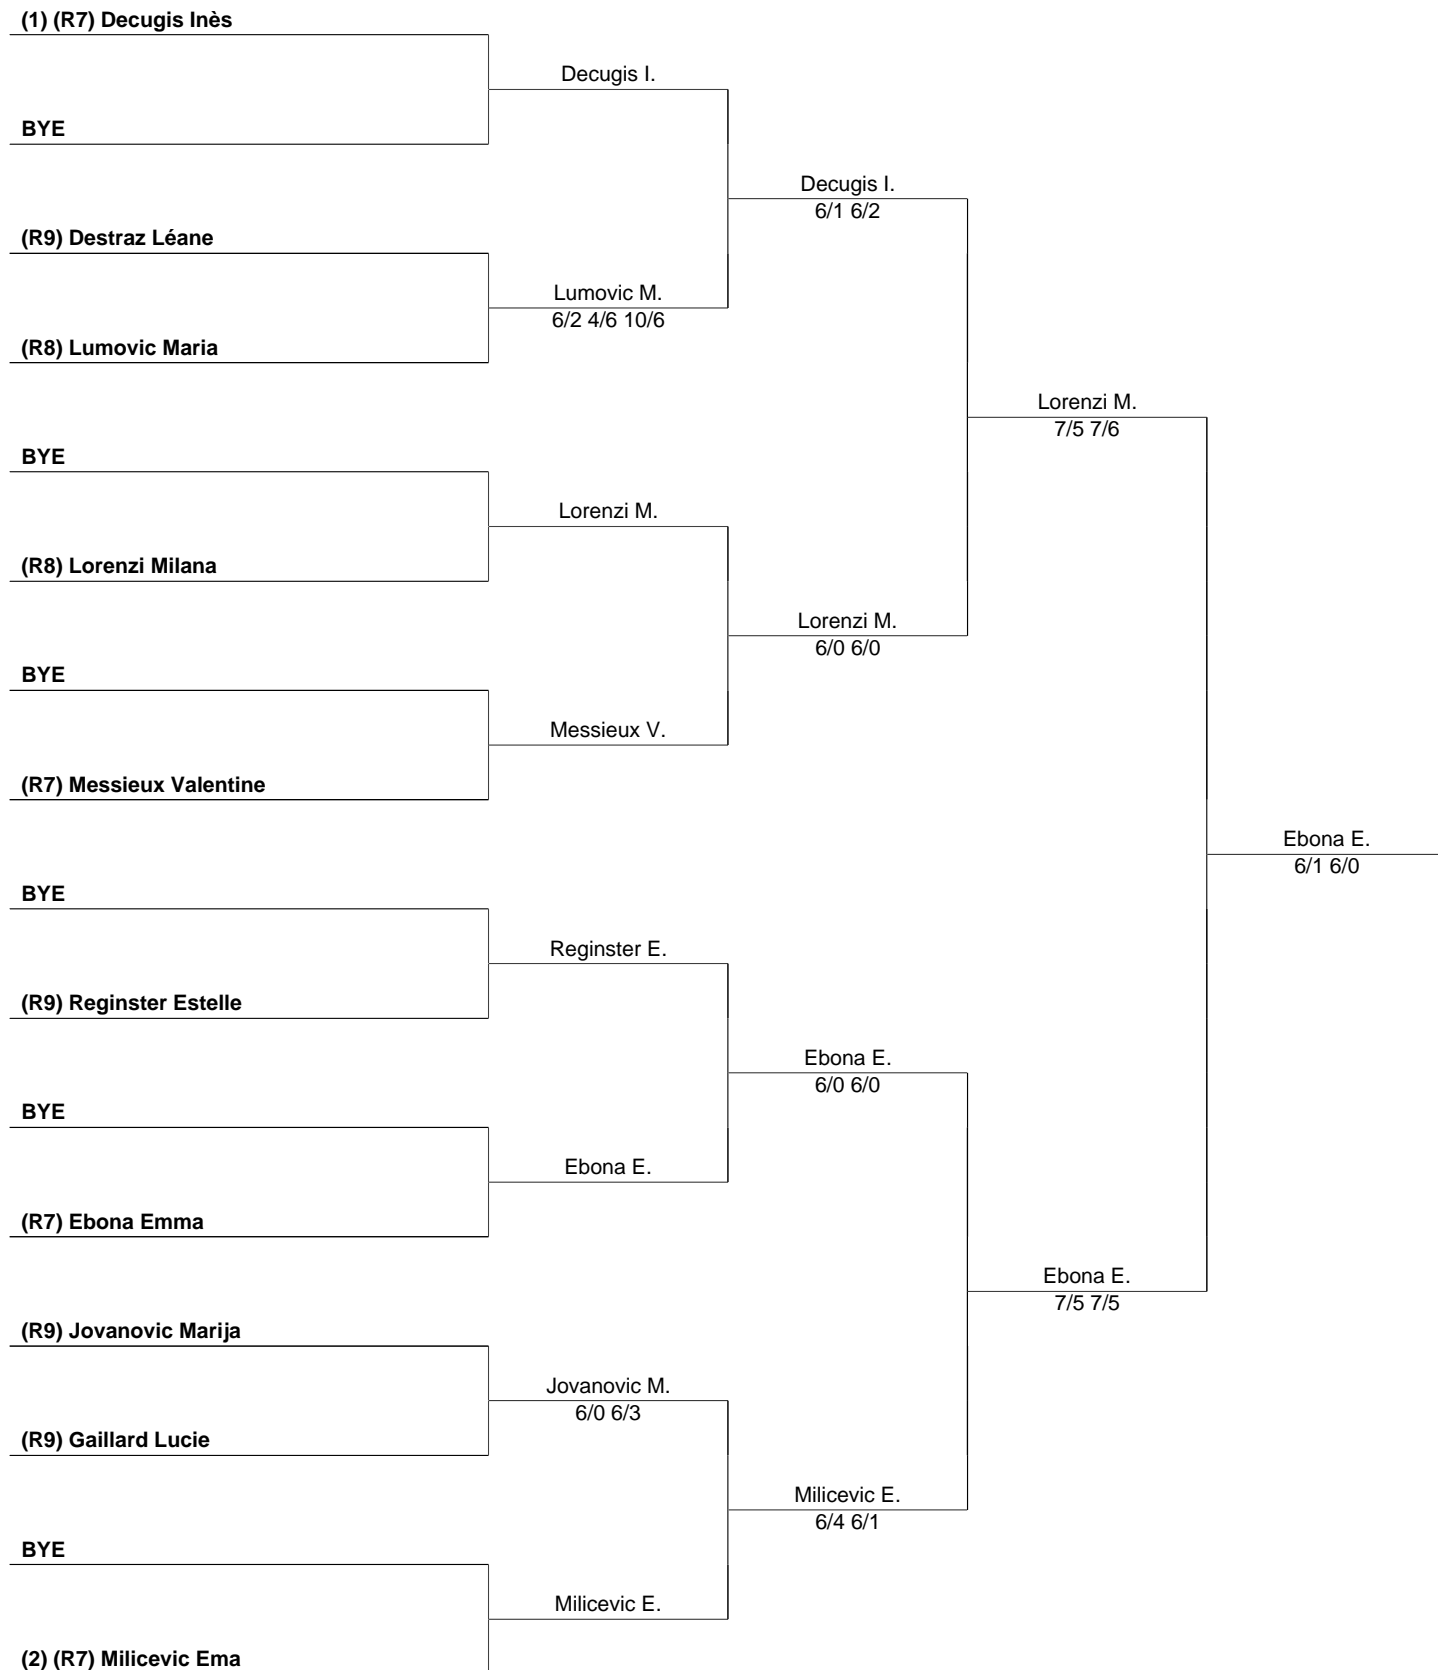 (1) (R7) Decugis Inès
Decugis I.
BYE
Decugis I.
6/1 6/2
(R9) Destraz Léane
Lumovic M.
6/2 4/6 10/6
(R8) Lumovic Maria
Lorenzi M.
7/5 7/6
BYE
Lorenzi M.
(R8) Lorenzi Milana
Lorenzi M.
6/0 6/0
BYE
Messieux V.
(R7) Messieux Valentine
Ebona E.
6/1 6/0
BYE
Reginster E.
(R9) Reginster Estelle
Ebona E.
6/0 6/0
BYE
Ebona E.
(R7) Ebona Emma
Ebona E.
7/5 7/5
(R9) Jovanovic Marija
Jovanovic M.
6/0 6/3
(R9) Gaillard Lucie
Milicevic E.
6/4 6/1
BYE
Milicevic E.
(2) (R7) Milicevic Ema